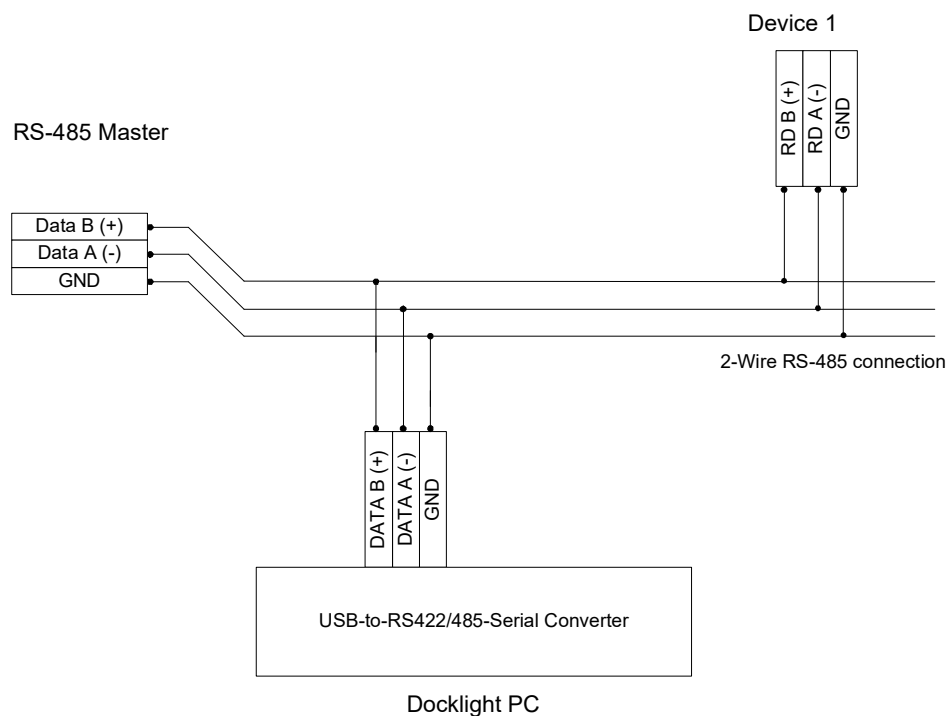 Device 1
RD B (+)
RD A (-)
GND
RS-485 Master
Data B (+)
Data A (-)
GND
2-Wire RS-485 connection
DATA B (+)
DATA A (-)
GND
USB-to-RS422/485-Serial Converter
Docklight PC